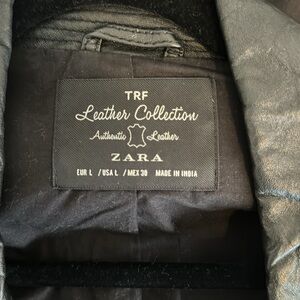 TRF
Leather Collection
Authentic Leather
ZARA
EUR L / USA L / MEX 30 MADE IN INDIA